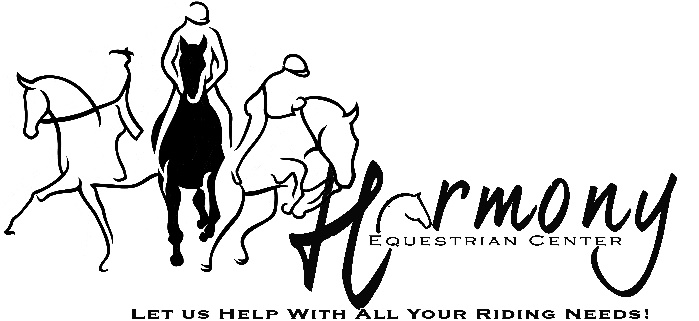 Harmony
Equestrian Center
Let us Help With All Your Riding Needs!